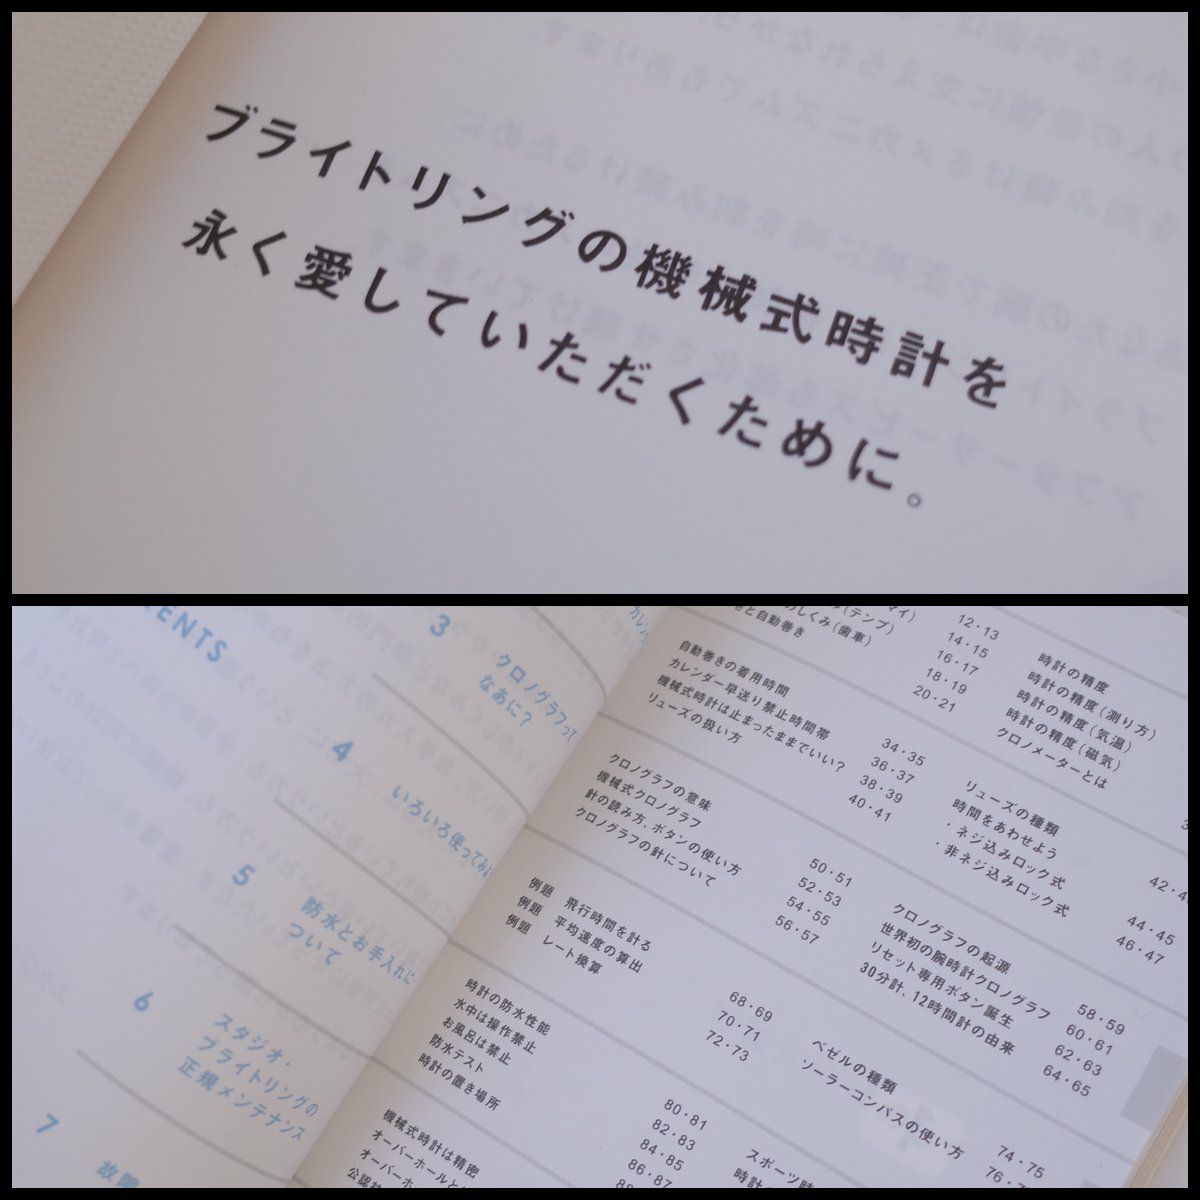 ブライトリングの機械式時計を
永く愛していただくために。
3
クロノグラフって
なあに?
4
いろいろ使ってみよ
5
防水とお手入れに
ついて
6
スタジオ・
ブライトリングの
正規メンテナンス
7
故障
(テンプ)
しくみ(歯車)
と自動巻き
12・13
14・15
16・17
18・19
20・21
時計の精度
時計の精度(測り方)
時計の精度(気温)
時計の精度(磁気)
クロノメーターとは
自動巻きの着用時間
カレンダー早送り禁止時間帯
機械式時計は止まったままでいい?
リューズの扱い方
34・35
36・37
38・39
40・41
リューズの種類
時間をあわせよう
・ネジ込みロック式
・非ネジ込みロック式
44・45
46・47
クロノグラフの意味
機械式クロノグラフ
針の読み方、ボタンの使い方
クロノグラフの針について
50・51
52・53
54・55
56・57
クロノグラフの起源
世界初の腕時計クロノグラフ
リセット専用ボタン誕生
30分計、12時間計の由来
58・59
60・61
62・63
64・65
例題 飛行時間を計る
例題 平均速度の算出
例題 レート換算
68・69
70・71
72・73
ベゼルの種類
ソーラーコンパスの使い方
74・75
時計の防水性能
水中は操作禁止
お風呂は禁止
防水テスト
時計の置き場所
80・81
82・83
84・85
86・87
スポーツ時
機械式時計は精密
オーバーホールと